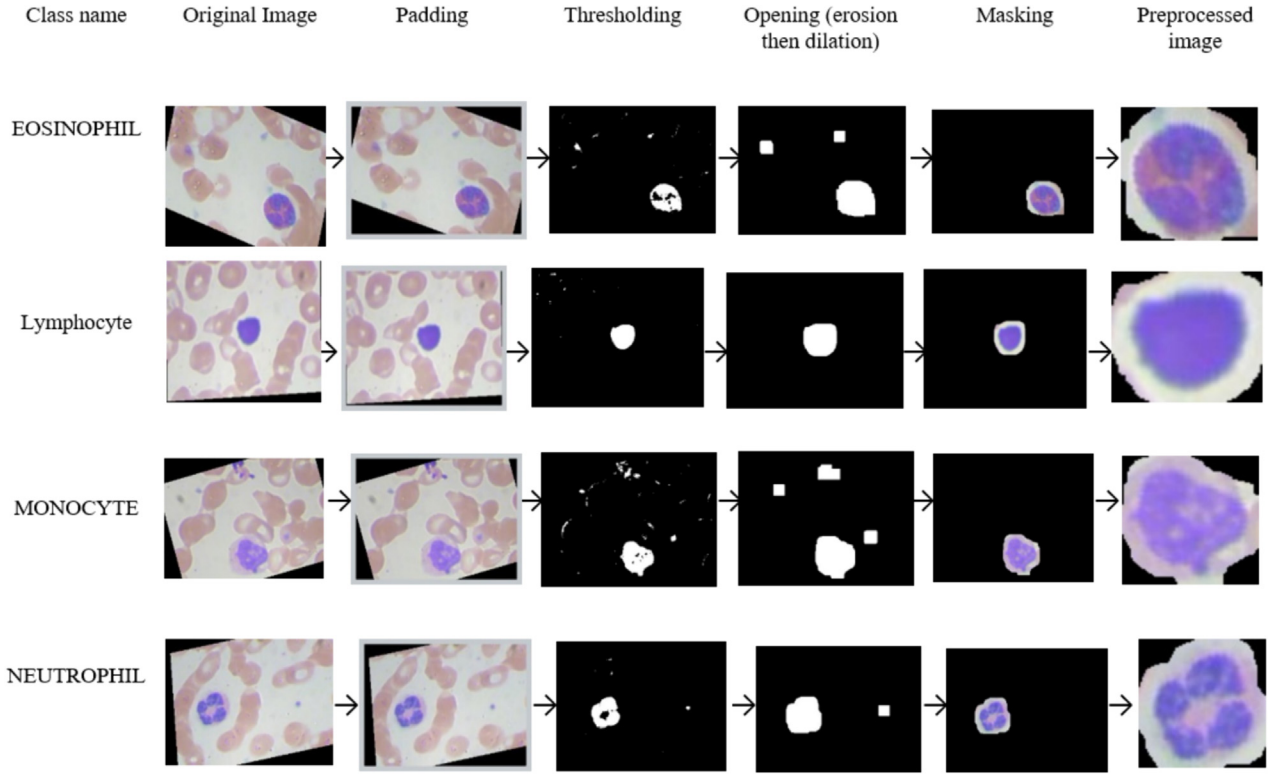 Class name
Original Image
Padding
Thresholding
Opening (erosion
then dilation)
Masking
Preprocessed
image
EOSINOPHIL
Lymphocyte
MONOCYTE
NEUTROPHIL